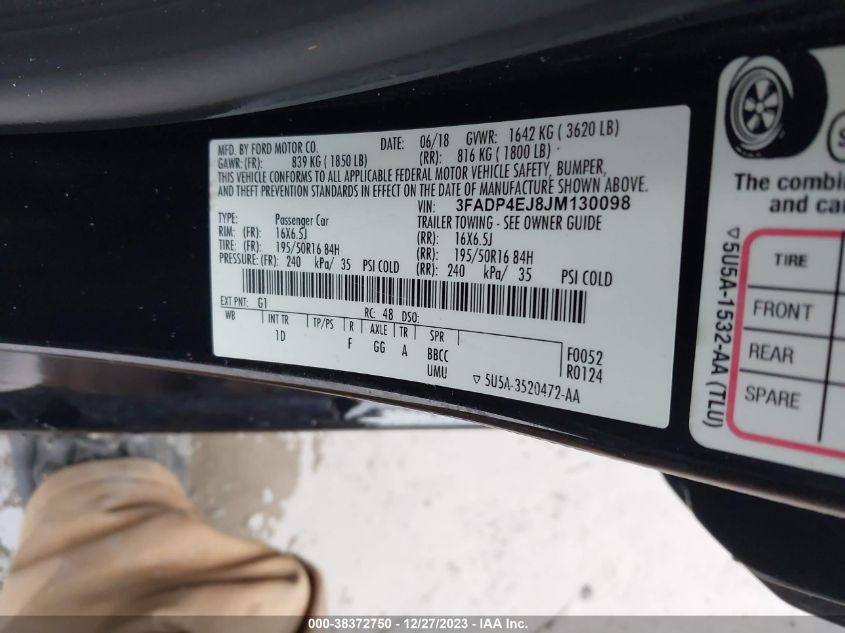 MFD. BY FORD MOTOR CO.
DATE: 06/18 GVWR: 1642 KG ( 3620 LB)
GAWR:(FR): 839 KG ( 1850 LB) (RR): 816 KG ( 1800 LB)
THIS VEHICLE CONFORMS TO ALL APPLICABLE FEDERAL MOTOR VEHICLE SAFETY, BUMPER,
AND THEFT PREVENTION STANDARDS IN EFFECT ON THE DATE OF MANUFACTURE SHOWN ABOVE.
VIN: 3FADP4EJ8JM130098
TYPE: Passenger Car TRAILER TOWING - SEE OWNER GUIDE
RIM: (FR): 16X6.5J (RR): 16X6.5J
TIRE: (FR): 195/50R16 84H (RR): 195/50R16 84H
PRESSURE:(FR): 240 kPa/ 35 PSI COLD (RR): 240 kPa/ 35 PSI COLD
EXT PNT: G1 RC: 48 DSO:
WB INT TR TP/PS R AXLE TR SPR
1D F GG A BBCC F0052
UMU R0124
▽ 5U5A-3520472-AA
The combin
and ca
▽5U5A-1532-AA (TLU)
TIRE
FRONT
REAR
SPARE
000-38372750 - 12/27/2023 - IAA Inc.